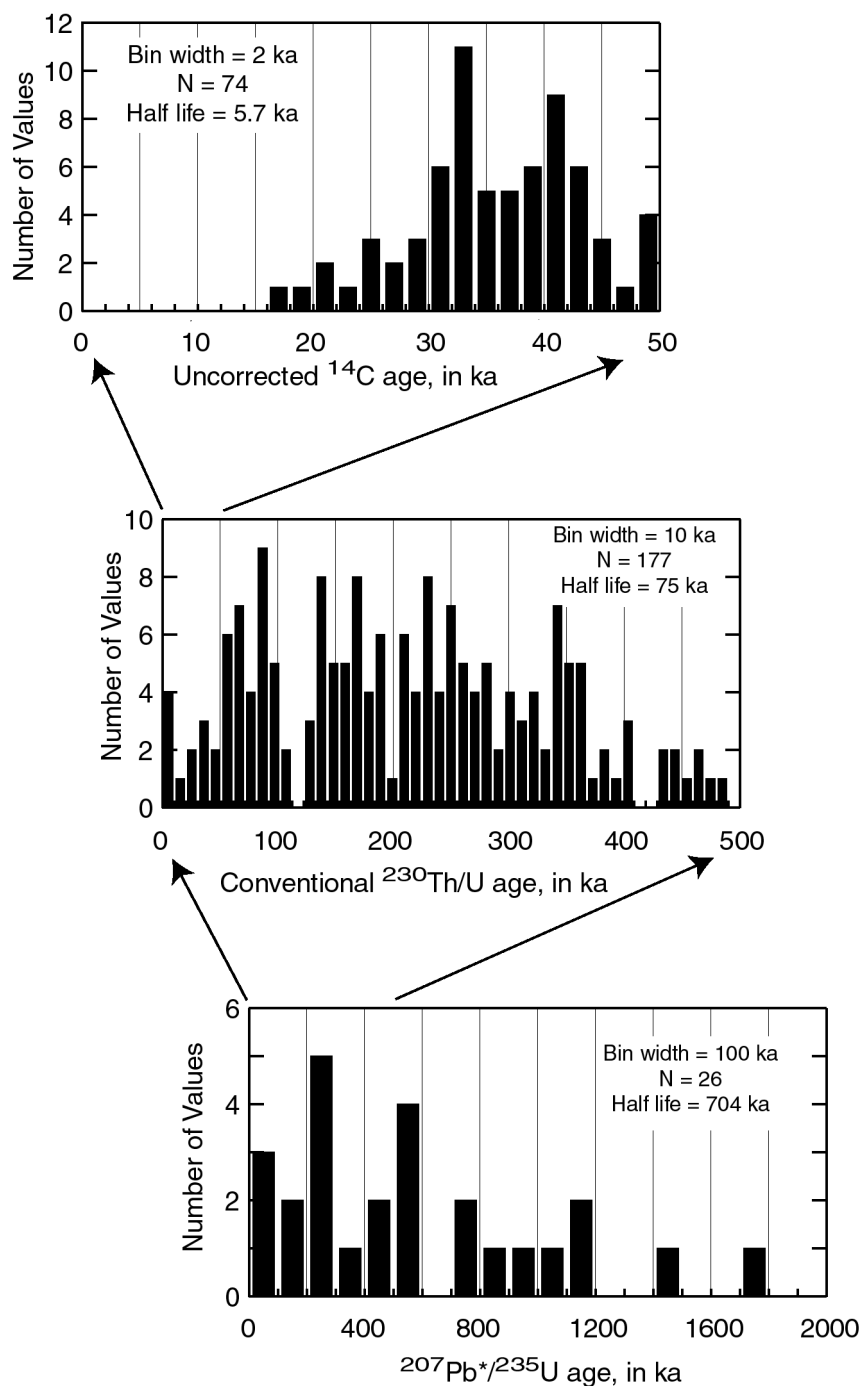 12
10
8
6
4
2
0
Number of Values
Bin width = 2 ka
N = 74
Half life = 5.7 ka
0 10 20 30 40 50
Uncorrected ¹⁴C age, in ka
10
8
6
4
2
0
Number of Values
Bin width = 10 ka
N = 177
Half life = 75 ka
0 100 200 300 400 500
Conventional ²³⁰Th/U age, in ka
6
4
2
0
Number of Values
Bin width = 100 ka
N = 26
Half life = 704 ka
0 400 800 1200 1600 2000
²⁰⁷Pb*/²³⁵U age, in ka